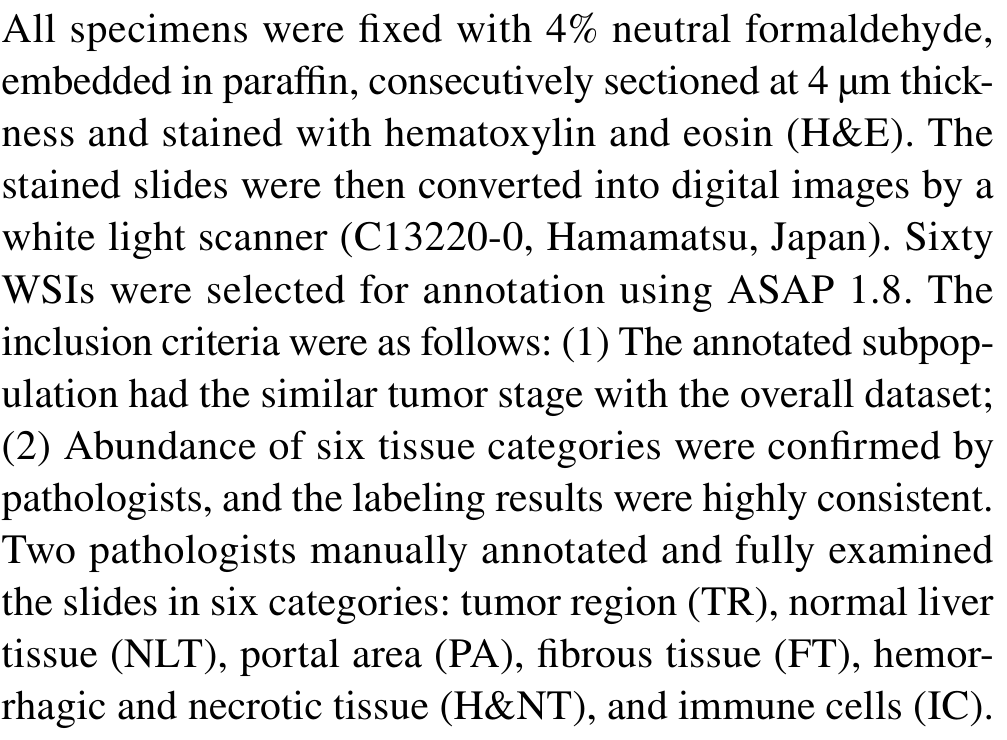 All specimens were fixed with 4% neutral formaldehyde,
embedded in paraffin, consecutively sectioned at 4 µm thick-
ness and stained with hematoxylin and eosin (H&E). The
stained slides were then converted into digital images by a
white light scanner (C13220-0, Hamamatsu, Japan). Sixty
WSIs were selected for annotation using ASAP 1.8. The
inclusion criteria were as follows: (1) The annotated subpop-
ulation had the similar tumor stage with the overall dataset;
(2) Abundance of six tissue categories were confirmed by
pathologists, and the labeling results were highly consistent.
Two pathologists manually annotated and fully examined
the slides in six categories: tumor region (TR), normal liver
tissue (NLT), portal area (PA), fibrous tissue (FT), hemor-
rhagic and necrotic tissue (H&NT), and immune cells (IC).